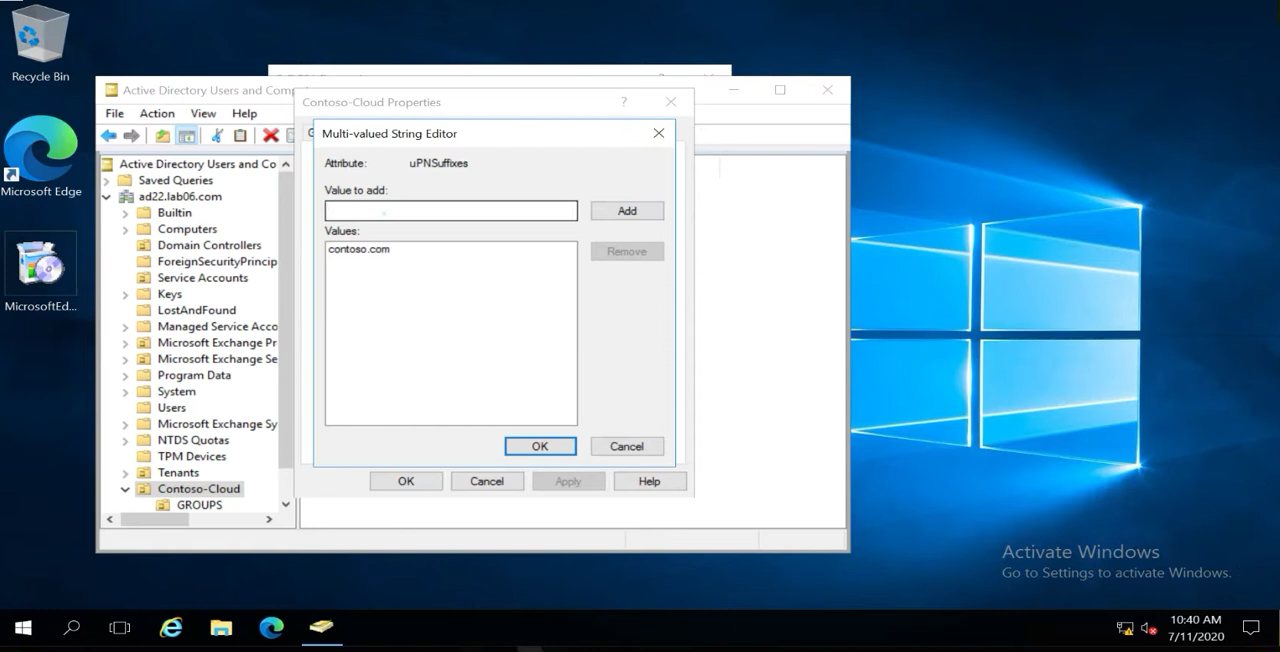 Recycle Bin
Microsoft Edge
MicrosoftEd...
Active Directory Users and Comp
File Action View Help
Active Directory Users and Co
Saved Queries
ad22.lab06.com
Builtin
Computers
Domain Controllers
ForeignSecurityPrincip
Service Accounts
Keys
LostAndFound
Managed Service Acco
Microsoft Exchange Pr
Microsoft Exchange Se
Program Data
System
Users
Microsoft Exchange Sy
NTDS Quotas
TPM Devices
Tenants
Contoso-Cloud
GROUPS
Contoso-Cloud Properties
Multi-valued String Editor
Attribute: uPNSuffixes
Value to add:
Add
Values:
contoso.com
Remove
OK Cancel
OK Cancel Apply Help
Activate Windows
Go to Settings to activate Windows.
10:40 AM
7/11/2020